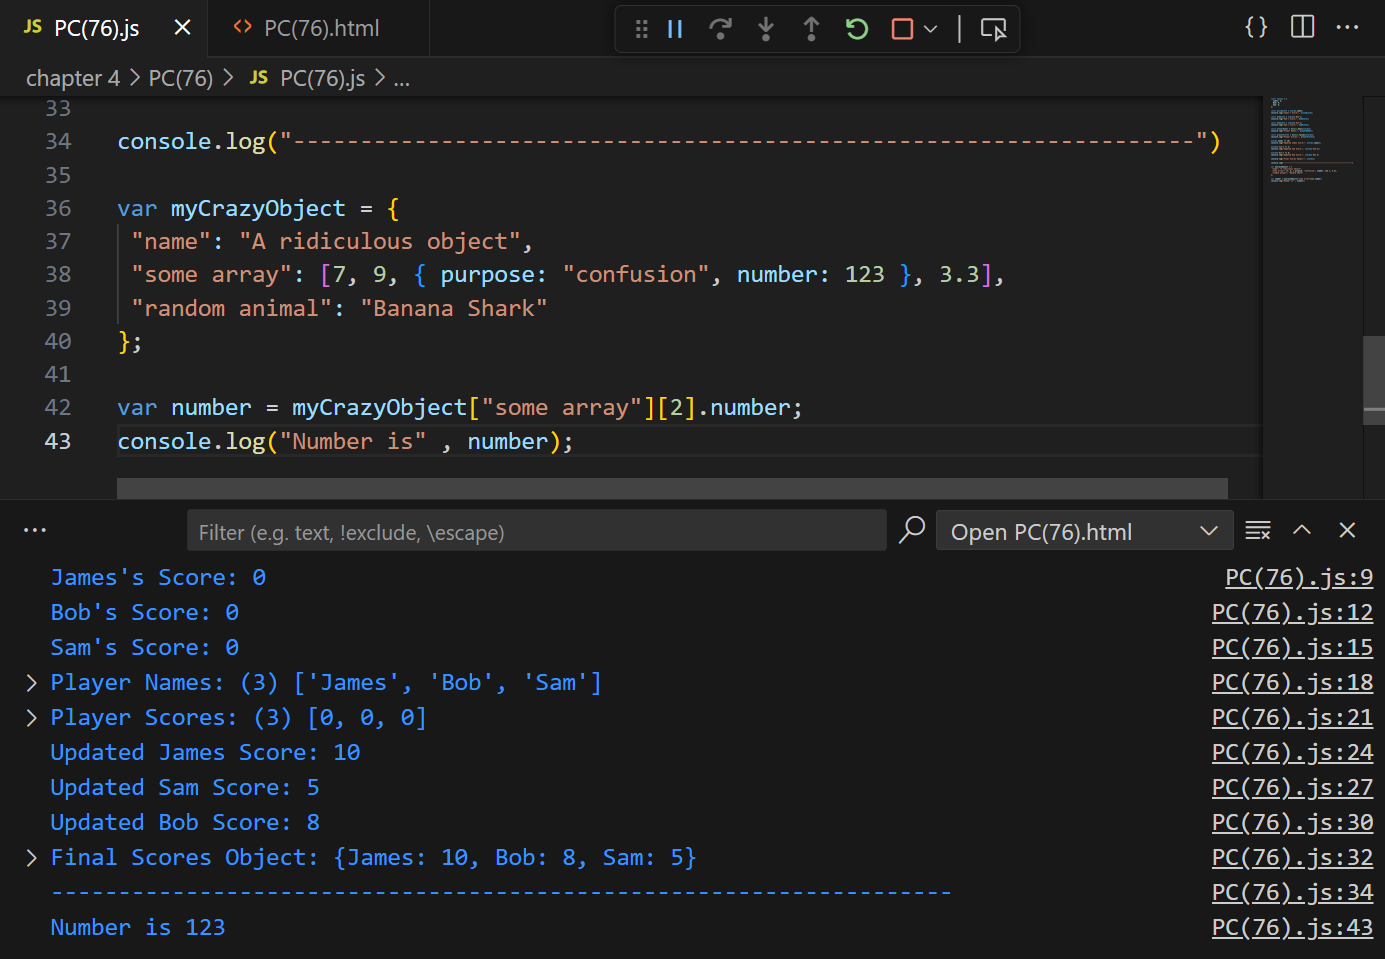 JS PC(76).js PC(76).html
chapter 4 > PC(76) > JS PC(76).js > ...
33
34 console.log("-------------------------------------------------------------------")
35
36 var myCrazyObject = {
37 "name": "A ridiculous object",
38 "some array": [7, 9, { purpose: "confusion", number: 123 }, 3.3],
39 "random animal": "Banana Shark"
40 };
41
42 var number = myCrazyObject["some array"][2].number;
43 console.log("Number is" , number);
Filter (e.g. text, !exclude, \escape) Open PC(76).html
James's Score: 0 PC(76).js:9
Bob's Score: 0 PC(76).js:12
Sam's Score: 0 PC(76).js:15
> Player Names: (3) ['James', 'Bob', 'Sam'] PC(76).js:18
> Player Scores: (3) [0, 0, 0] PC(76).js:21
Updated James Score: 10 PC(76).js:24
Updated Sam Score: 5 PC(76).js:27
Updated Bob Score: 8 PC(76).js:30
> Final Scores Object: {James: 10, Bob: 8, Sam: 5} PC(76).js:32
------------------------------------------------------------------- PC(76).js:34
Number is 123 PC(76).js:43